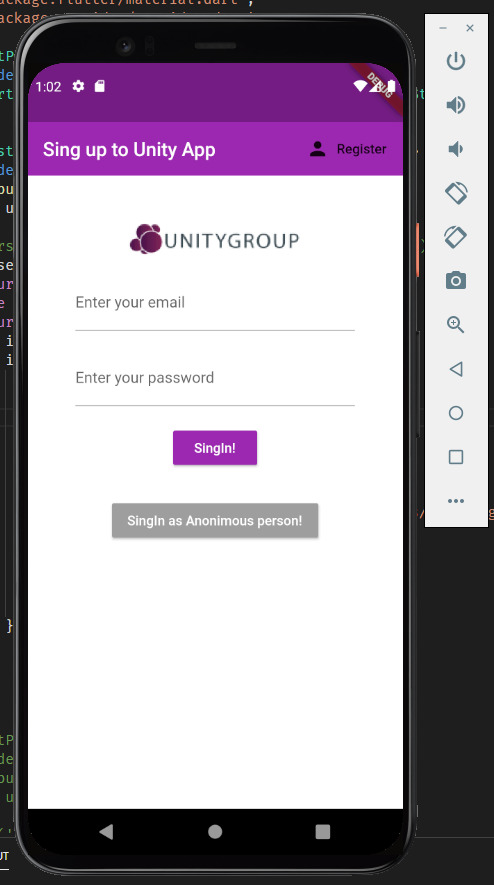 package:flutter/material.dart';
1:02
DEBUG
Sing up to Unity App
Register
UNITYGROUP
Enter your email
Enter your password
SingIn!
SingIn as Anonimous person!
}